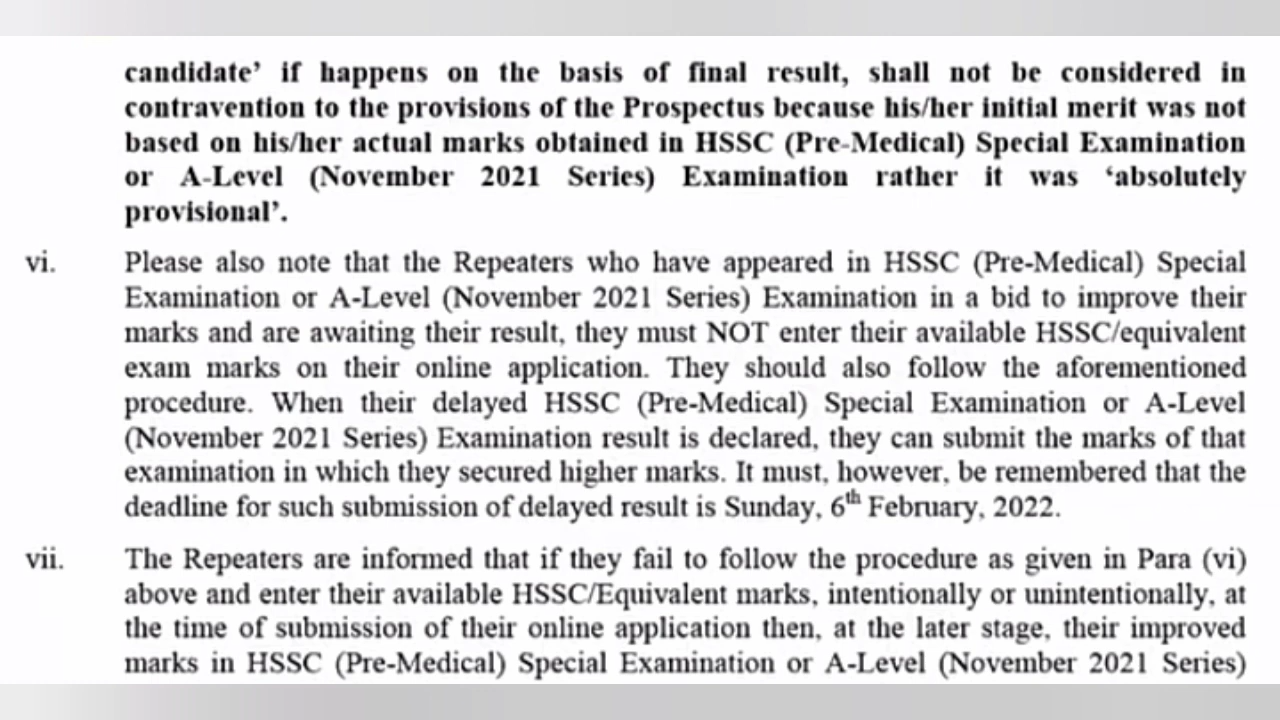 candidate’ if happens on the basis of final result, shall not be considered in
contravention to the provisions of the Prospectus because his/her initial merit was not
based on his/her actual marks obtained in HSSC (Pre-Medical) Special Examination
or A-Level (November 2021 Series) Examination rather it was ‘absolutely
provisional’.
vi. Please also note that the Repeaters who have appeared in HSSC (Pre-Medical) Special
Examination or A-Level (November 2021 Series) Examination in a bid to improve their
marks and are awaiting their result, they must NOT enter their available HSSC/equivalent
exam marks on their online application. They should also follow the aforementioned
procedure. When their delayed HSSC (Pre-Medical) Special Examination or A-Level
(November 2021 Series) Examination result is declared, they can submit the marks of that
examination in which they secured higher marks. It must, however, be remembered that the
deadline for such submission of delayed result is Sunday, 6th February, 2022.
vii. The Repeaters are informed that if they fail to follow the procedure as given in Para (vi)
above and enter their available HSSC/Equivalent marks, intentionally or unintentionally, at
the time of submission of their online application then, at the later stage, their improved
marks in HSSC (Pre-Medical) Special Examination or A-Level (November 2021 Series)